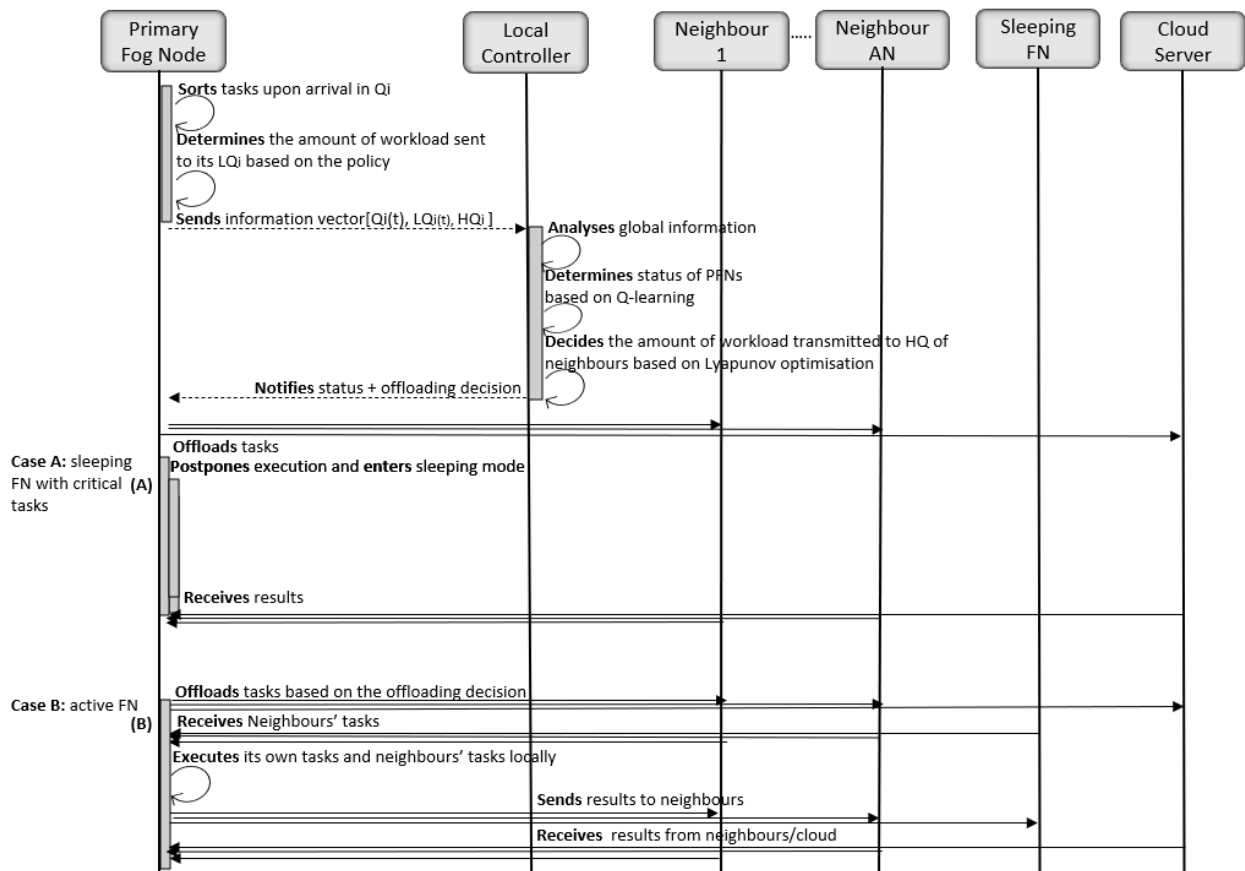 Primary
Fog Node
Local
Controller
Neighbour
1
.....
Neighbour
AN
Sleeping
FN
Cloud
Server
Sorts tasks upon arrival in Qi
Determines the amount of workload sent
to its LQi based on the policy
Sends information vector[Qi(t), LQi(t), HQi ]
Analyses global information
Determines status of PFNs
based on Q-learning
Decides the amount of workload transmitted to HQ of
neighbours based on Lyapunov optimisation
Notifies status + offloading decision
Offloads tasks
Case A: sleeping
FN with critical
tasks
(A)
Postpones execution and enters sleeping mode
Receives results
Case B: active FN
(B)
Offloads tasks based on the offloading decision
Receives Neighbours’ tasks
Executes its own tasks and neighbours’ tasks locally
Sends results to neighbours
Receives results from neighbours/cloud